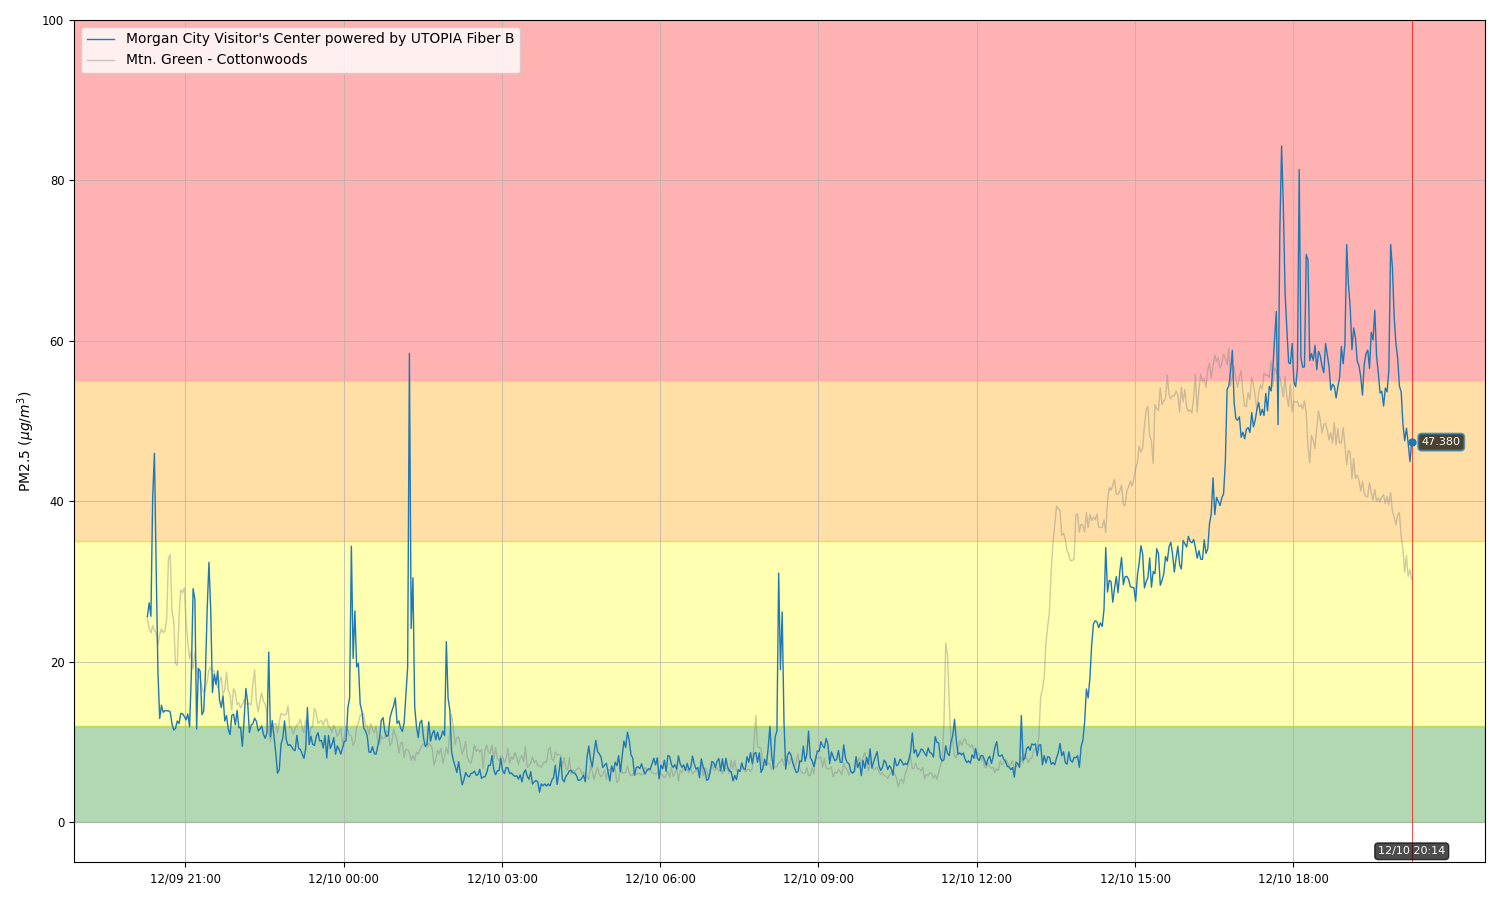 100
Morgan City Visitor's Center powered by UTOPIA Fiber B
Mtn. Green - Cottonwoods
80
60
PM2.5 (μg/m³)
47.380
40
20
0
12/10 20:14
12/09 21:00 12/10 00:00 12/10 03:00 12/10 06:00 12/10 09:00 12/10 12:00 12/10 15:00 12/10 18:00